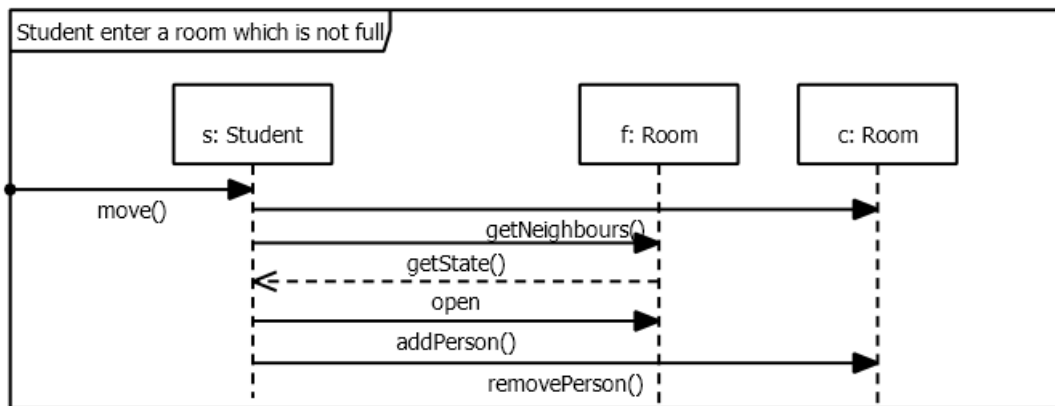 Student enter a room which is not full
s: Student
f: Room
c: Room
move()
getNeighbours()
getState()
open
addPerson()
removePerson()